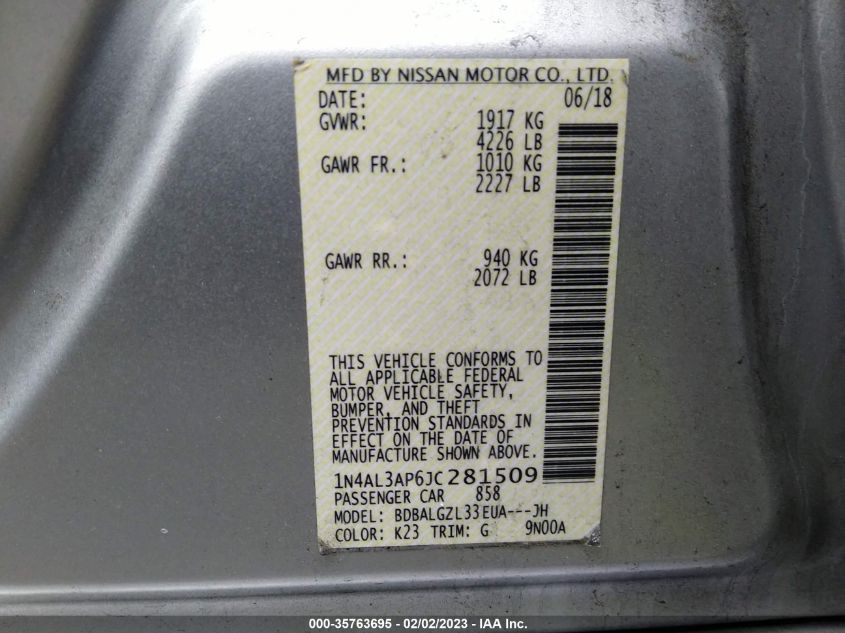 MFD BY NISSAN MOTOR CO., LTD.
DATE: 06/18
GVWR: 1917 KG
4226 LB
GAWR FR.: 1010 KG
2227 LB
GAWR RR.: 940 KG
2072 LB
THIS VEHICLE CONFORMS TO
ALL APPLICABLE FEDERAL
MOTOR VEHICLE SAFETY,
BUMPER, AND THEFT
PREVENTION STANDARDS IN
EFFECT ON THE DATE OF
MANUFACTURE SHOWN ABOVE.
1N4AL3AP6JC281509
PASSENGER CAR 858
MODEL: BDBALGZL33EUA---JH
COLOR: K23 TRIM: G 9N00A
000-35763695 - 02/02/2023 - IAA Inc.